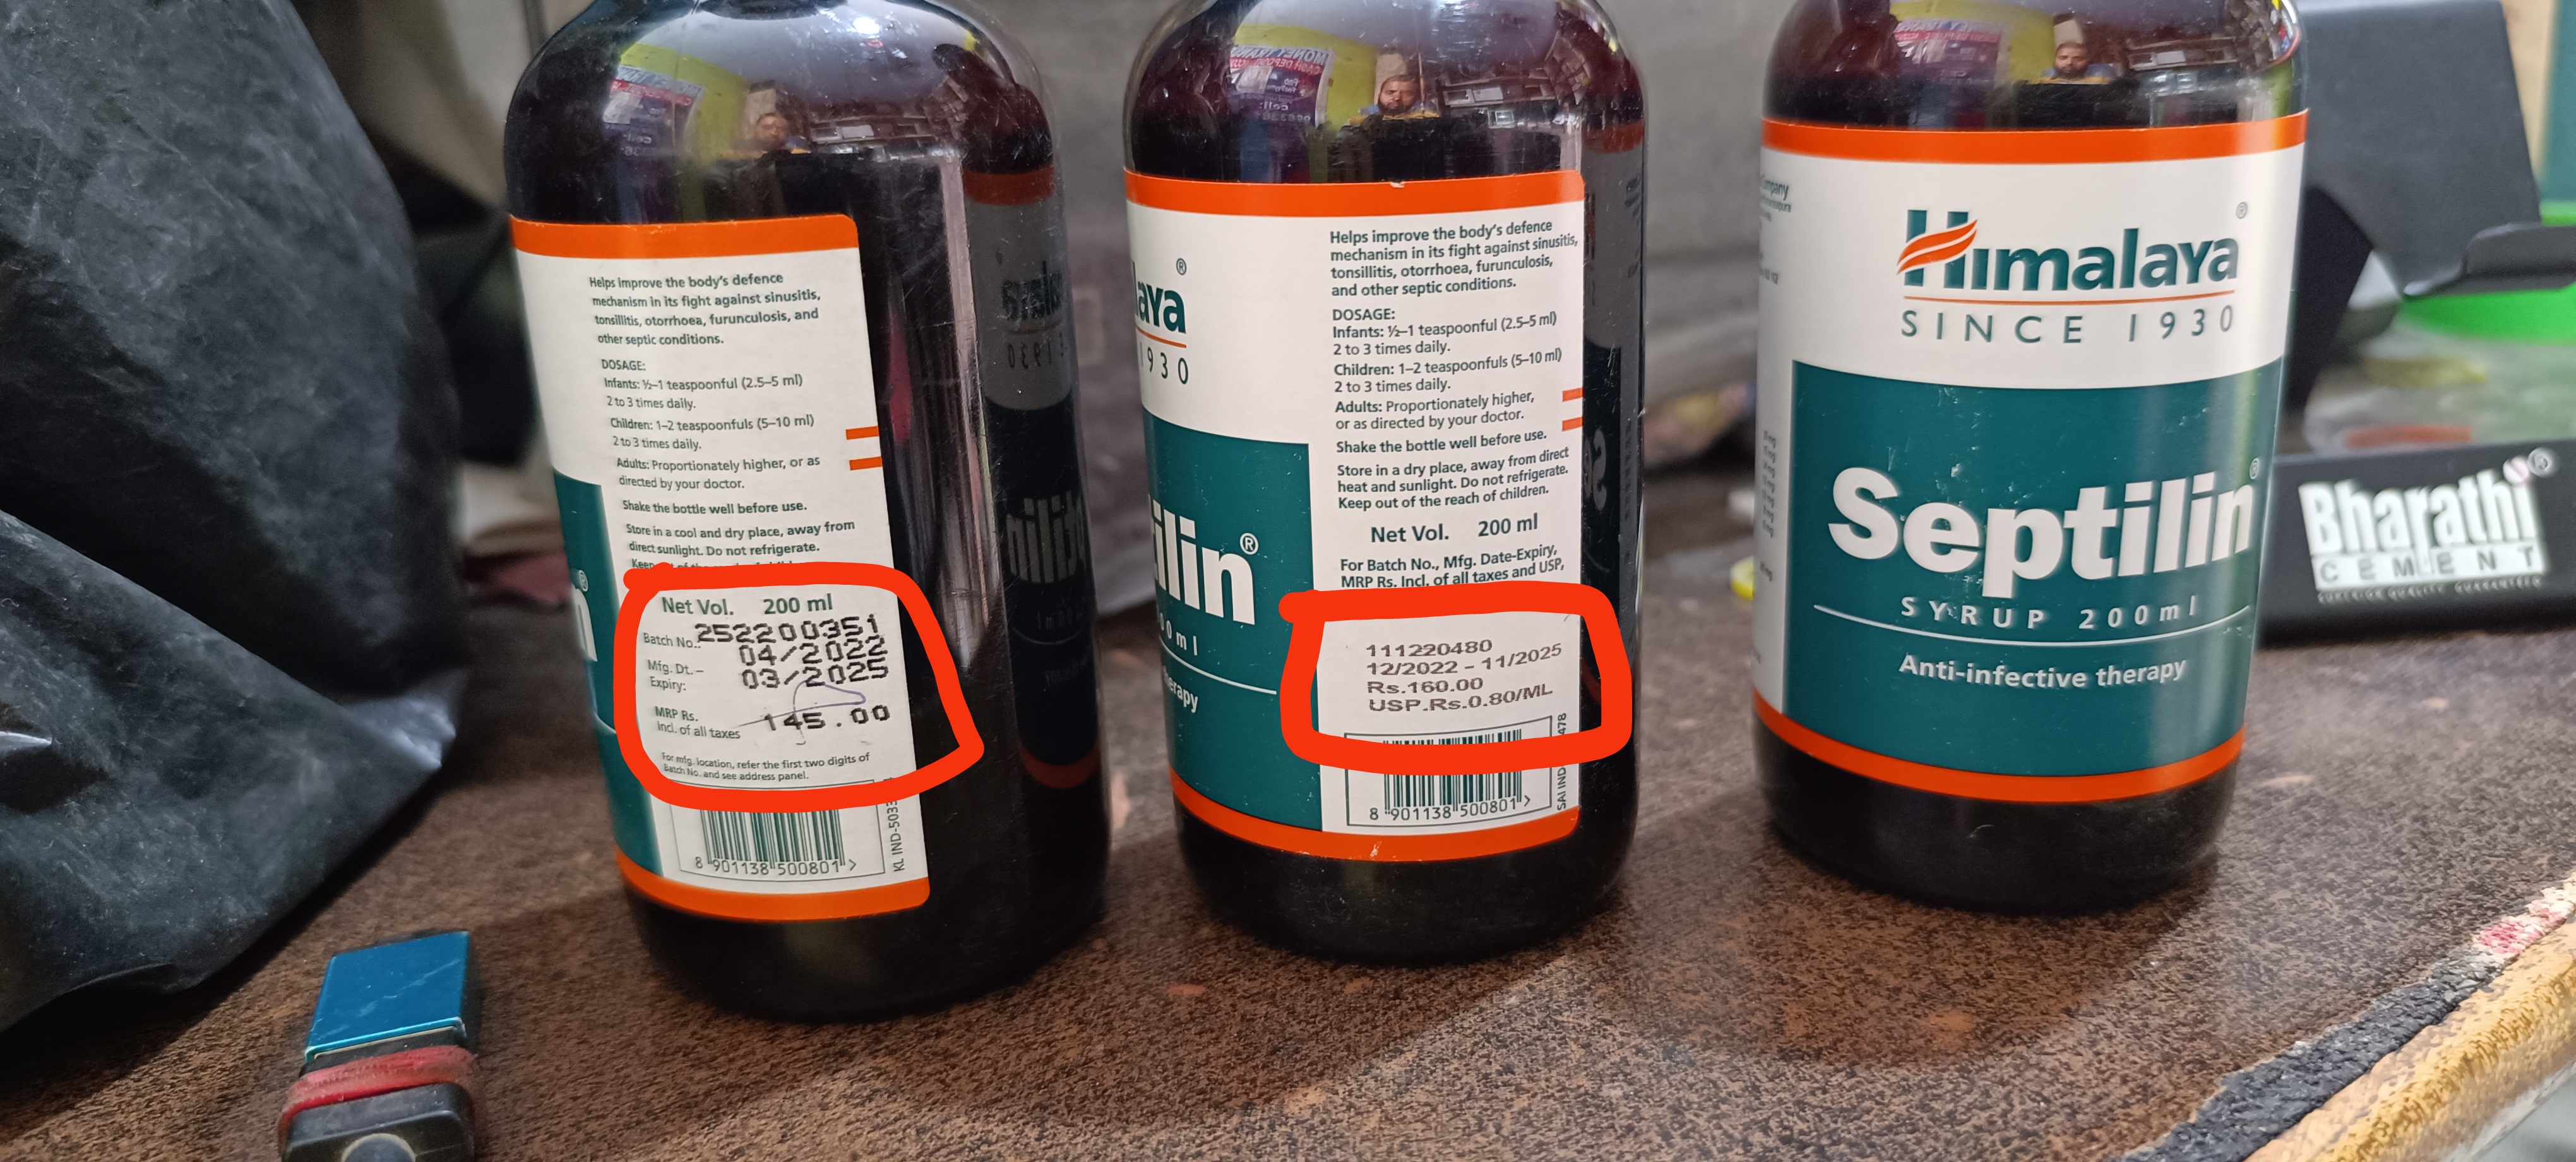 Helps improve the body's defence
mechanism in its fight against sinusitis,
tonsillitis, otorrhoea, furunculosis, and
other septic conditions.
DOSAGE:
Infants: ½–1 teaspoonful (2.5–5 ml)
2 to 3 times daily.
Children: 1–2 teaspoonfuls (5–10 ml)
2 to 3 times daily.
Adults: Proportionately higher, or as
directed by your doctor.
Shake the bottle well before use.
Store in a cool and dry place, away from
direct sunlight. Do not refrigerate.
Net Vol. 200 ml
Batch No.: 252200351
Mfg. Dt.– 04/2022
Expiry: 03/2025
MRP Rs. 145.00
Incl. of all taxes
For mfg. location, refer the first two digits of
Batch No. and see address panel.
8 901138 500801 >
KL IND-503
laya®
1930
ilin®
Helps improve the body's defence
mechanism in its fight against sinusitis,
tonsillitis, otorrhoea, furunculosis,
and other septic conditions.
DOSAGE:
Infants: ½–1 teaspoonful (2.5–5 ml)
2 to 3 times daily.
Children: 1–2 teaspoonfuls (5–10 ml)
2 to 3 times daily.
Adults: Proportionately higher,
or as directed by your doctor.
Shake the bottle well before use.
Store in a dry place, away from direct
heat and sunlight. Do not refrigerate.
Keep out of the reach of children.
Net Vol. 200 ml
For Batch No., Mfg. Date-Expiry,
MRP Rs. Incl. of all taxes and USP,
111220480
12/2022 - 11/2025
Rs.160.00
USP.Rs.0.80/ML
8 901138 500801 >
SAI IND
478
Himalaya®
SINCE 1930
Septilin®
SYRUP 200ml
Anti-infective therapy
Bharathi®
CEMENT